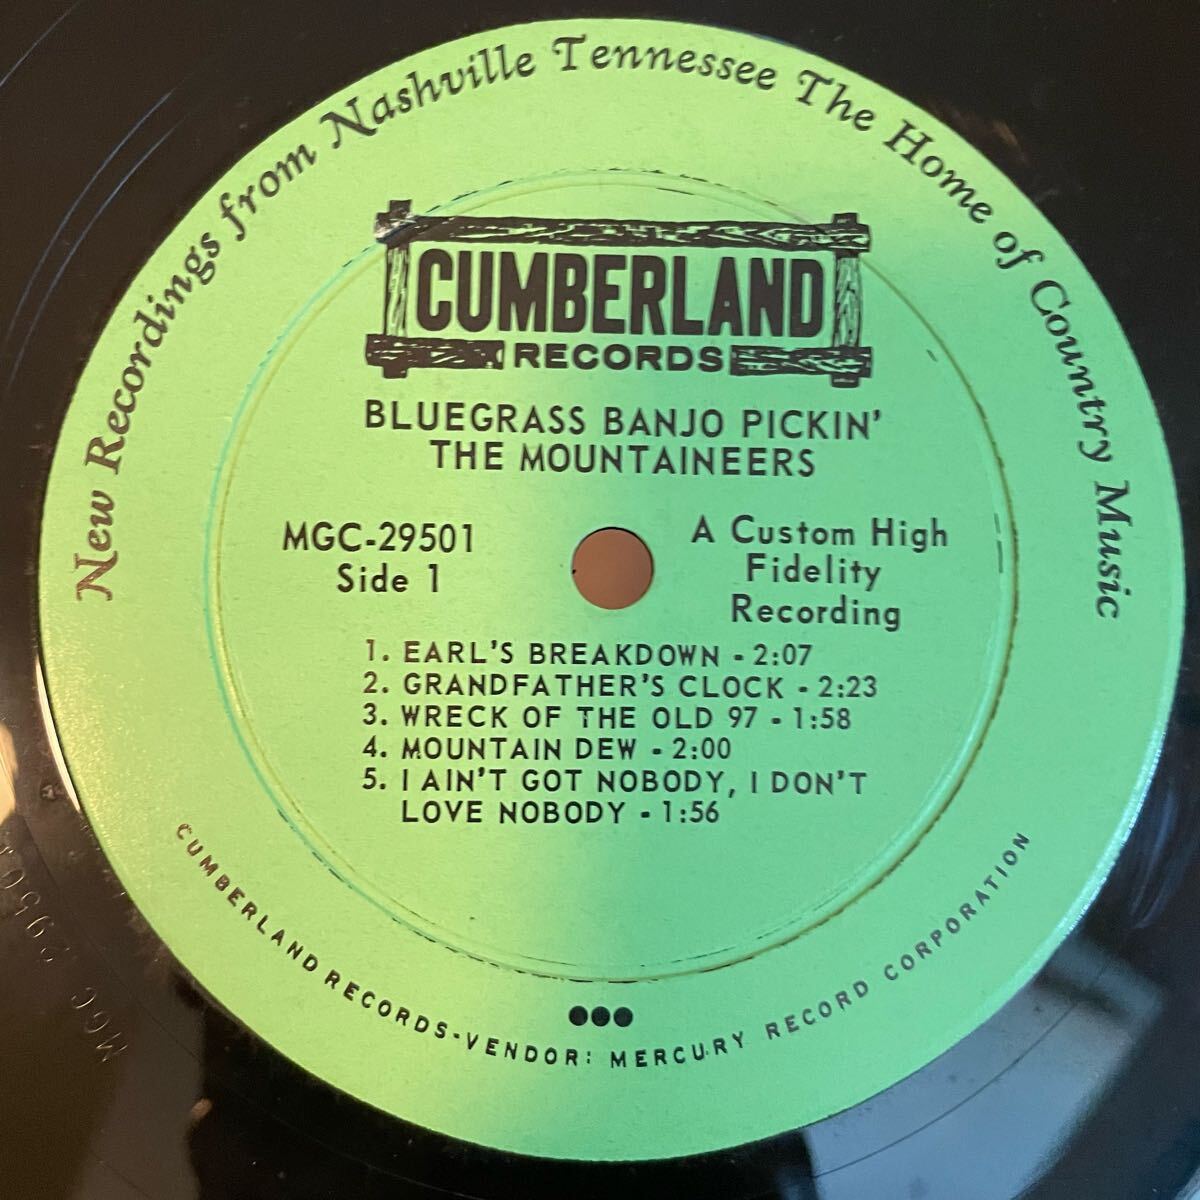 New Recordings from Nashville Tennessee The Home of Country Music
CUMBERLAND
RECORDS
BLUEGRASS BANJO PICKIN'
THE MOUNTAINEERS
MGC-29501
Side 1
A Custom High
Fidelity
Recording
1. EARL'S BREAKDOWN - 2:07
2. GRANDFATHER'S CLOCK - 2:23
3. WRECK OF THE OLD 97 - 1:58
4. MOUNTAIN DEW - 2:00
5. I AIN'T GOT NOBODY, I DON'T
LOVE NOBODY - 1:56
CUMBERLAND RECORDS-VENDOR: MERCURY RECORD CORPORATION
MGC 29501